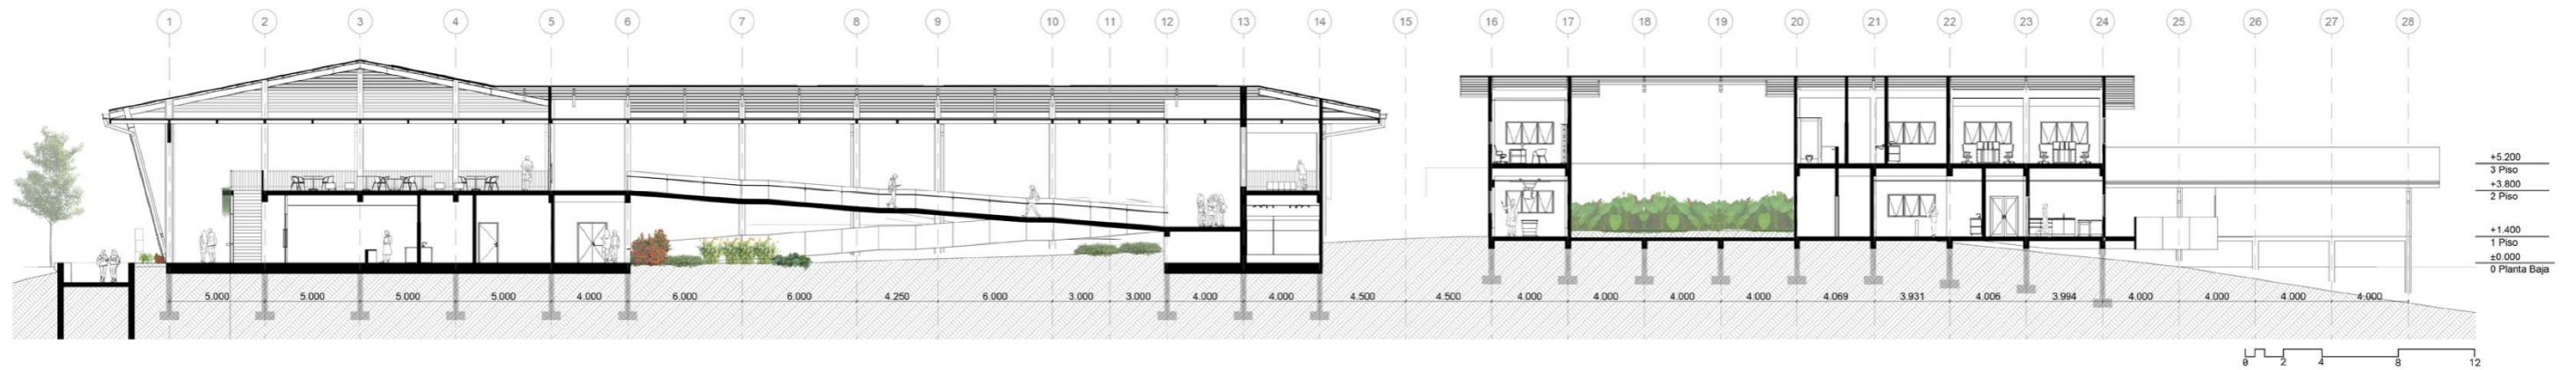 1 2 3 4 5 6 7 8 9 10 11 12 13 14 15 16 17 18 19 20 21 22 23 24 25 26 27 28
+5.200
3 Piso
+3.800
2 Piso
+1.400
1 Piso
±0.000
0 Planta Baja
5.000 5.000 5.000 5.000 4.000 6.000 6.000 4.250 6.000 3.000 3.000 4.000 4.000 4.500 4.500 4.000 4.000 4.000 4.000 4.069 3.931 4.006 3.994 4.000 4.000 4.000 4.000
0 2 4 8 12